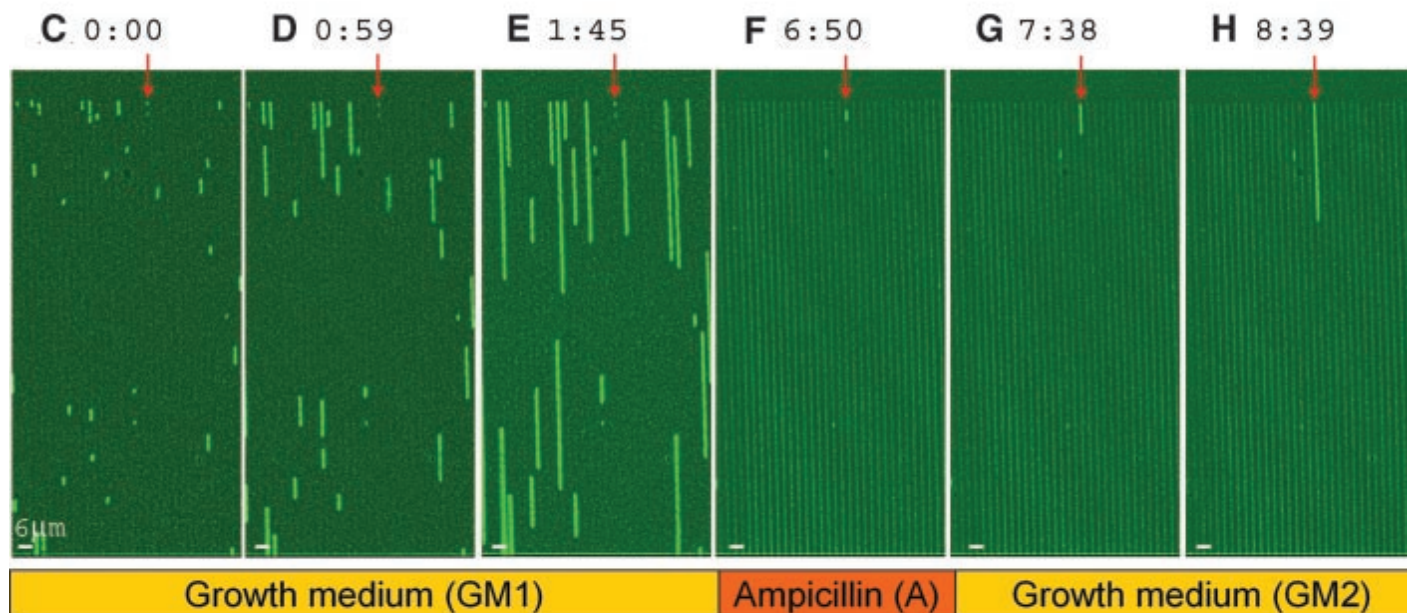 C 0:00 D 0:59 E 1:45 F 6:50 G 7:38 H 8:39
6µm
Growth medium (GM1) Ampicillin (A) Growth medium (GM2)